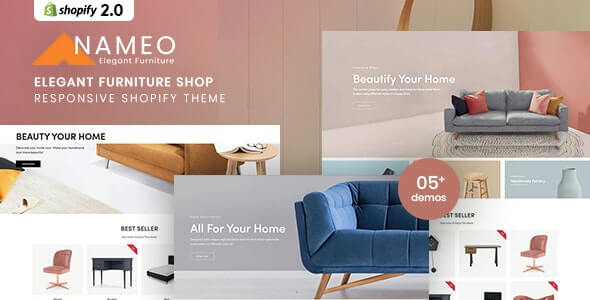 shopify 2.0
NAMEO
Elegant Furniture
ELEGANT FURNITURE SHOP
RESPONSIVE SHOPIFY THEME
BEAUTY YOUR HOME
Beautify Your Home
05+
demos
All For Your Home
BEST SELLER
BEST SELLER